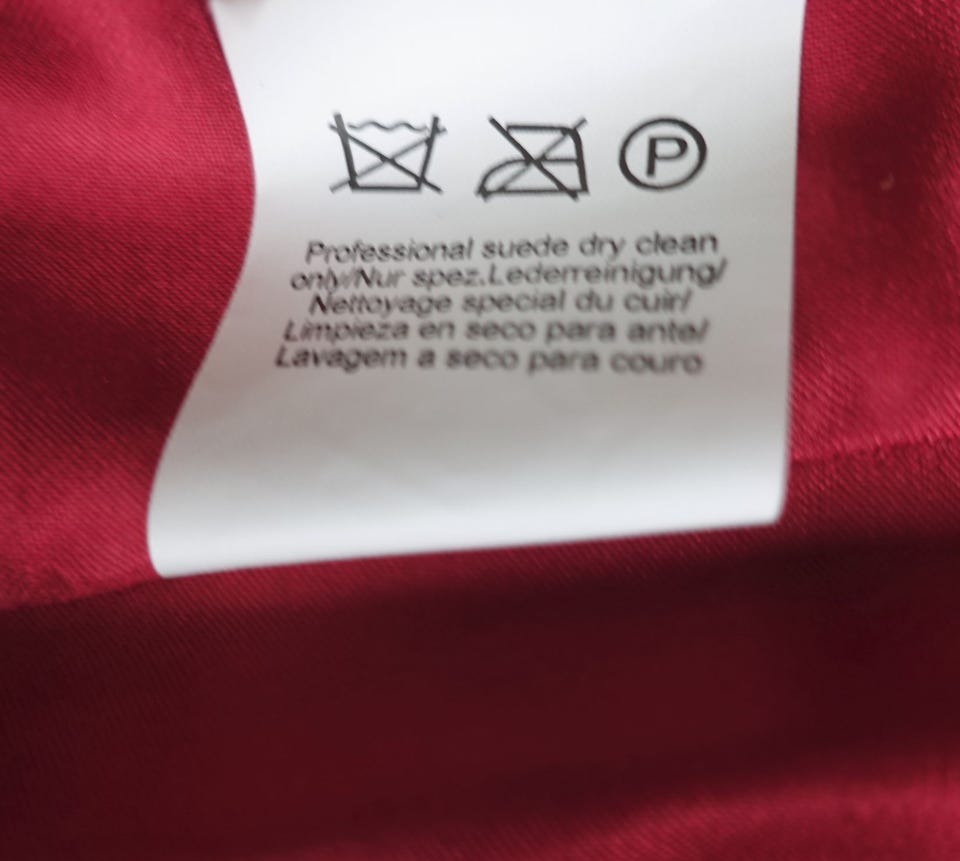 P
Professional suede dry clean
only/Nur spez.Lederreinigung/
Nettoyage special du cuir/
Limpieza en seco para ante/
Lavagem a seco para couro